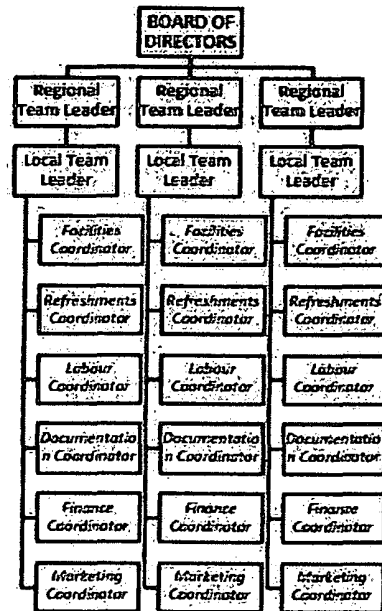 BOARD OF
DIRECTORS
Regional
Team Leader
Regional
Team Leader
Regional
Team Leader
Local Team
Leader
Local Team
Leader
Local Team
Leader
Facilities
Coordinator
Facilities
Coordinator
Facilities
Coordinator
Refreshments
Coordinator
Refreshments
Coordinator
Refreshments
Coordinator
Labour
Coordinator
Labour
Coordinator
Labour
Coordinator
Documentatio
n Coordinator
Documentatio
n Coordinator
Documentatio
n Coordinator
Finance
Coordinator
Finance
Coordinator
Finance
Coordinator
Marketing
Coordinator
Marketing
Coordinator
Marketing
Coordinator